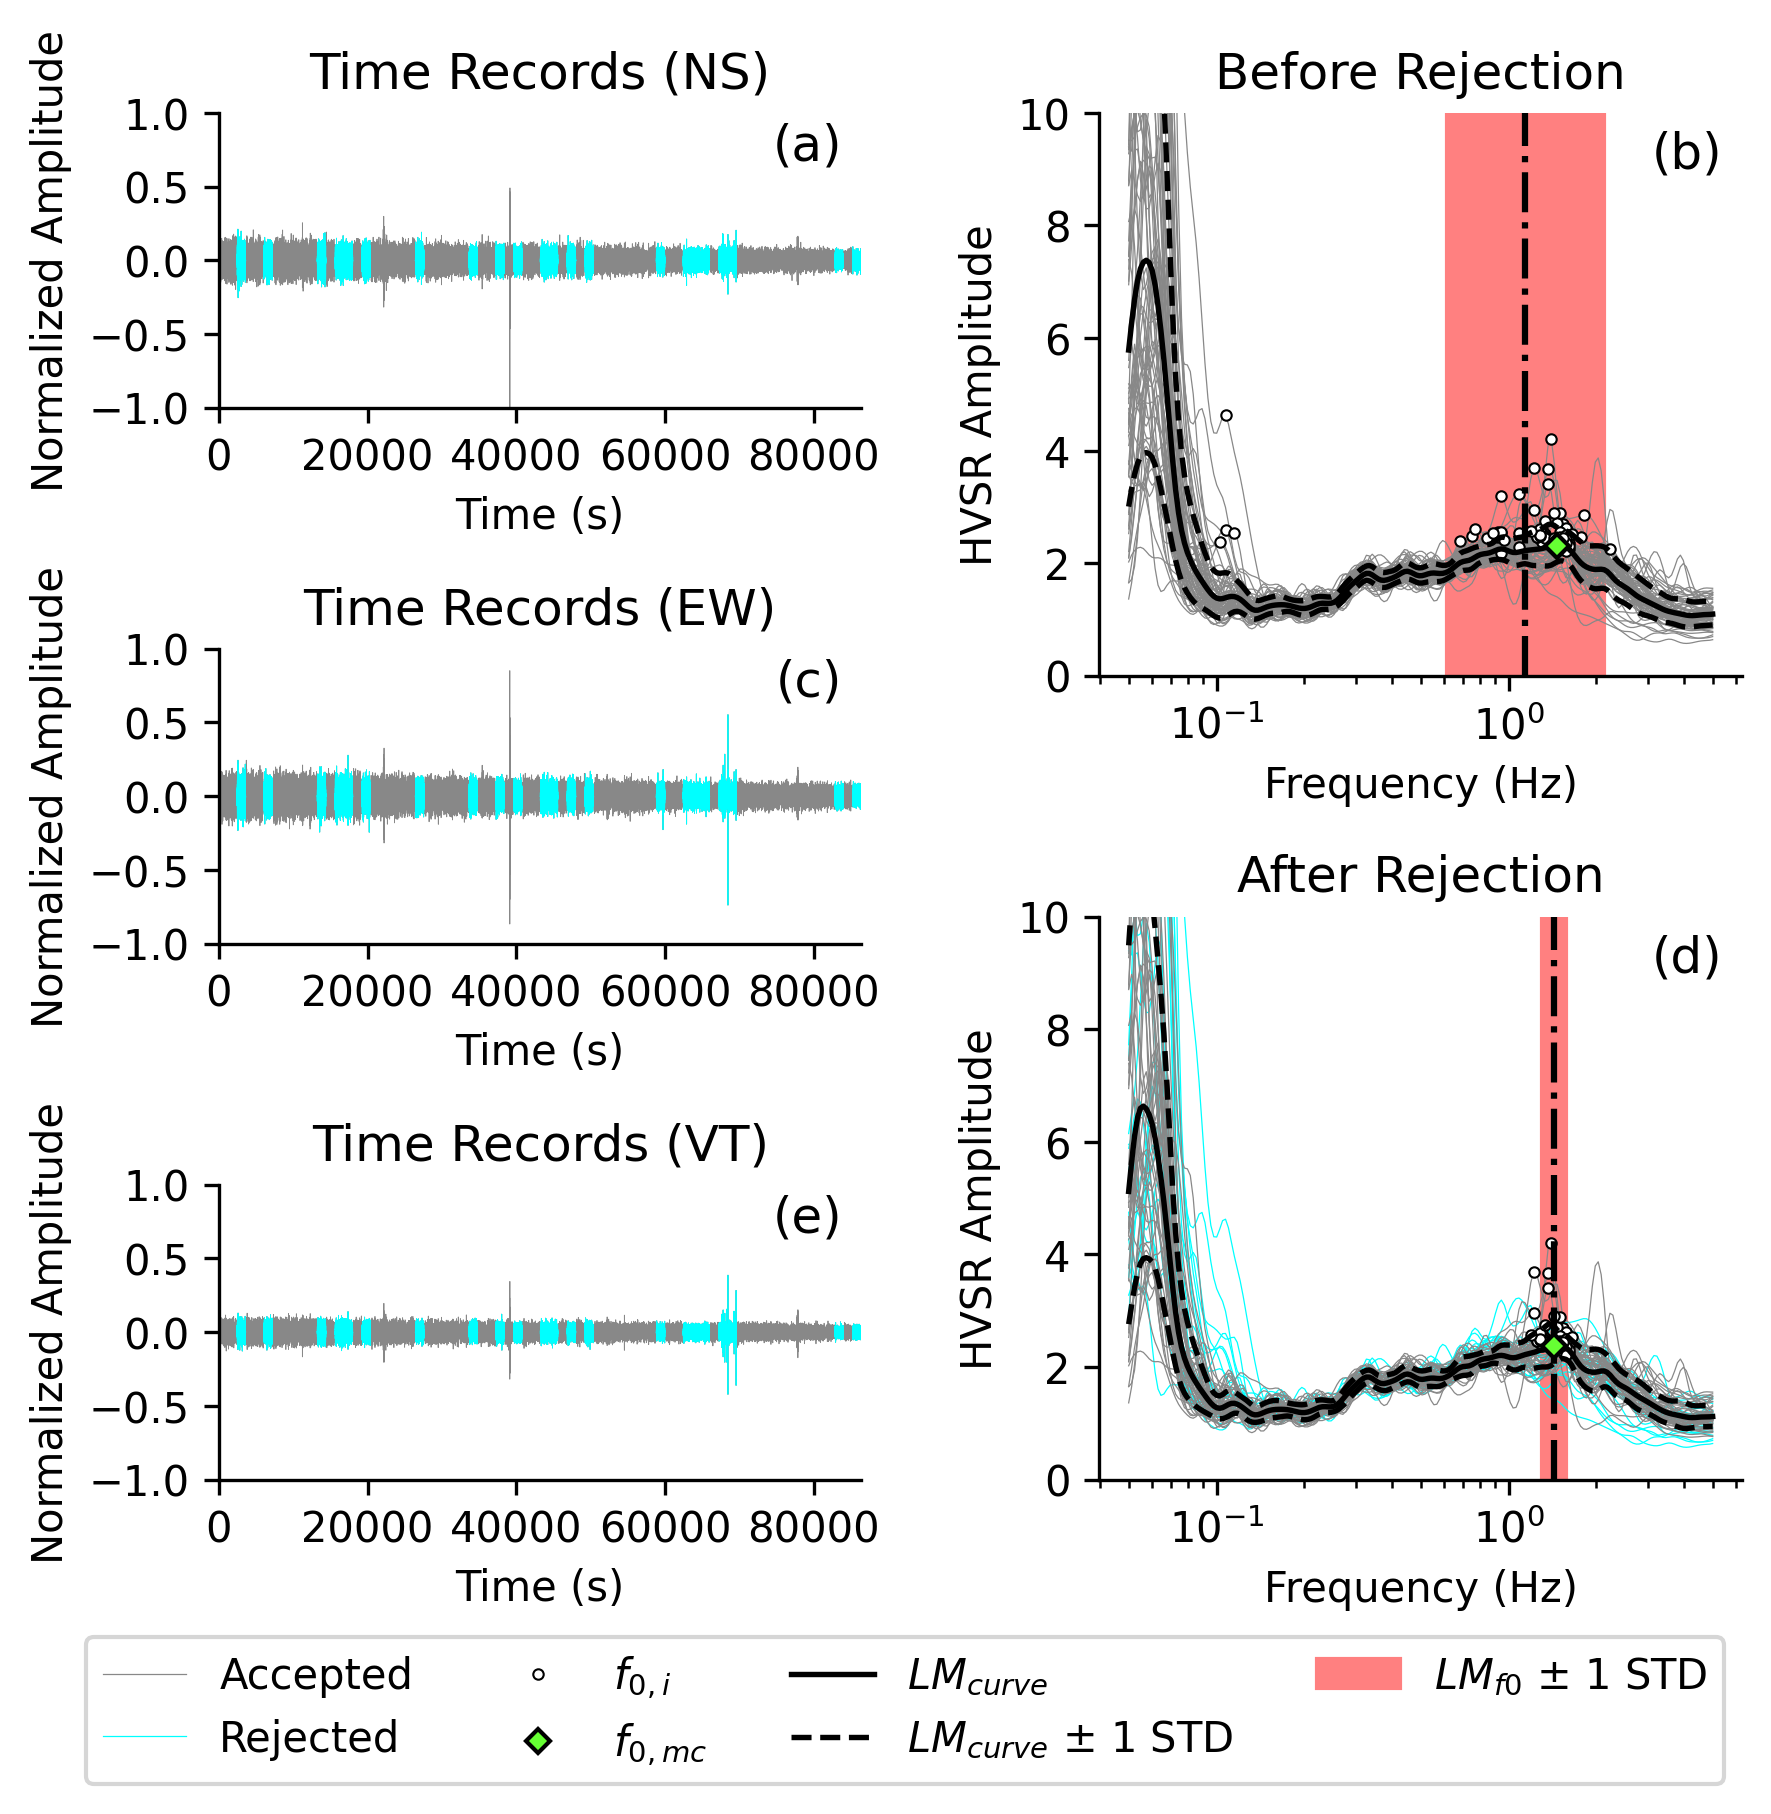 Time Records (NS)
(a)
Normalized Amplitude
1.0
0.5
0.0
−0.5
−1.0
0 20000 40000 60000 80000
Time (s)
Before Rejection
(b)
HVSR Amplitude
10
8
6
4
2
0
10⁻¹ 10⁰
Frequency (Hz)
Time Records (EW)
(c)
Normalized Amplitude
1.0
0.5
0.0
−0.5
−1.0
0 20000 40000 60000 80000
Time (s)
After Rejection
(d)
HVSR Amplitude
10
8
6
4
2
0
10⁻¹ 10⁰
Frequency (Hz)
Time Records (VT)
(e)
Normalized Amplitude
1.0
0.5
0.0
−0.5
−1.0
0 20000 40000 60000 80000
Time (s)
Accepted
Rejected
f0,i
f0,mc
LMcurve
LMcurve ± 1 STD
LMf0 ± 1 STD